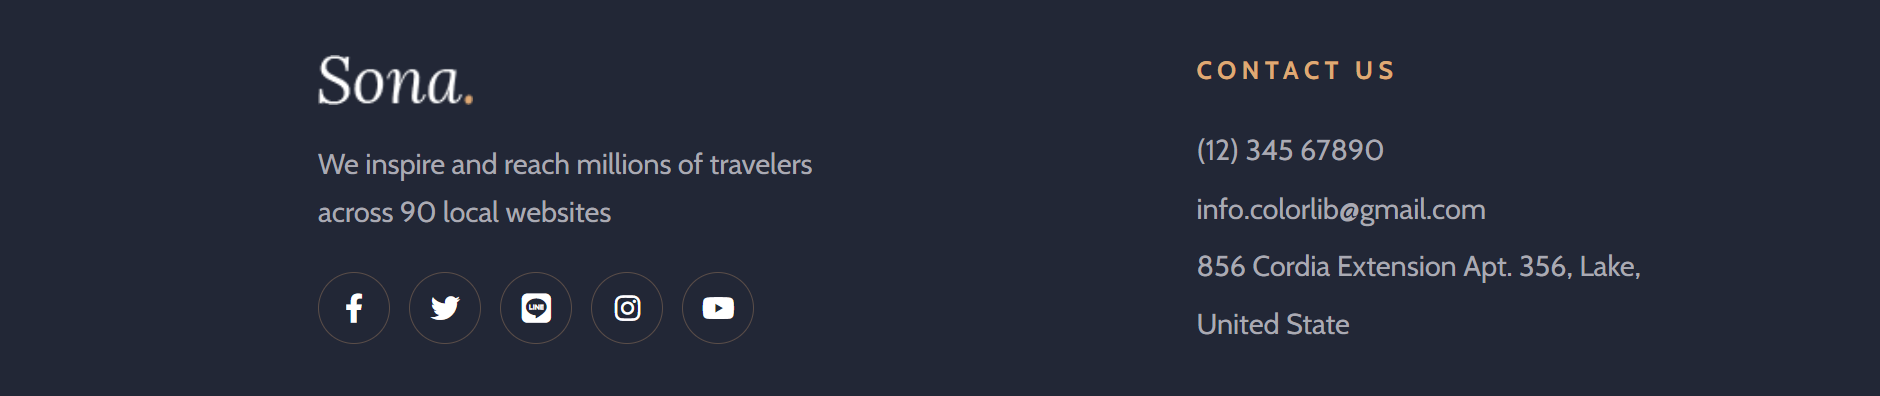 Sona.
We inspire and reach millions of travelers
across 90 local websites
LINE
CONTACT US
(12) 345 67890
info.colorlib@gmail.com
856 Cordia Extension Apt. 356, Lake,
United State